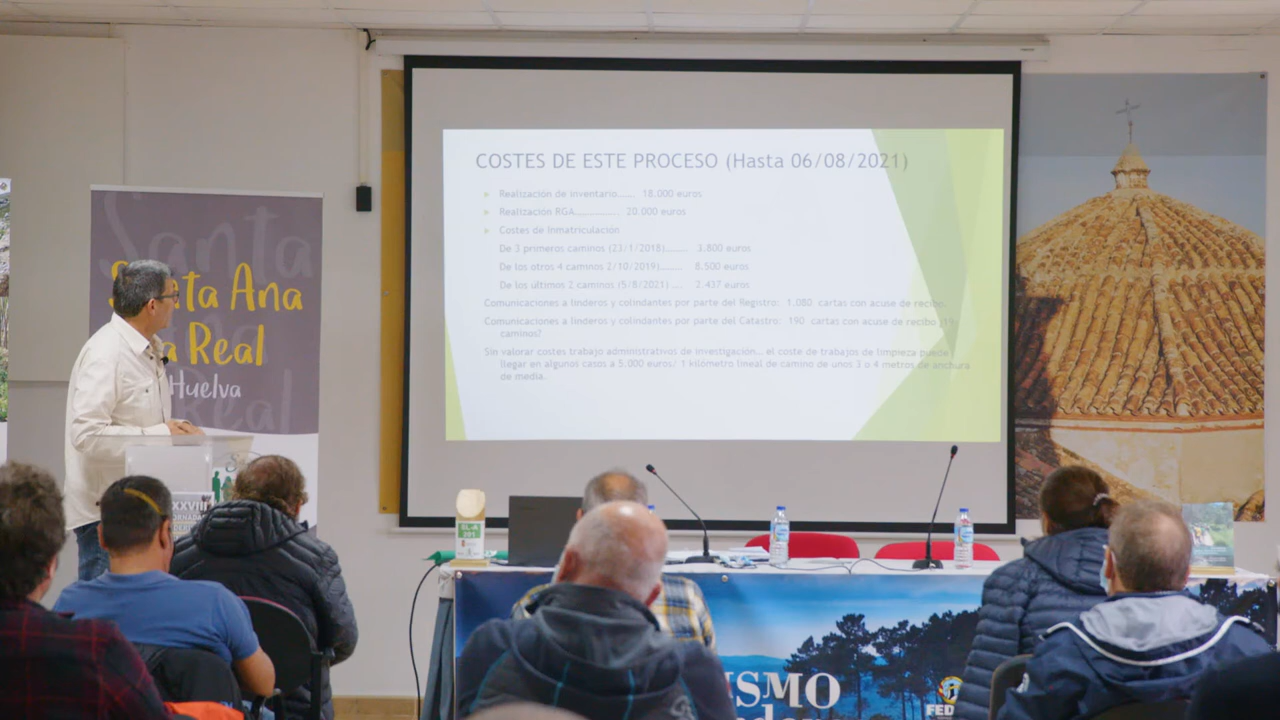 COSTES DE ESTE PROCESO (Hasta 06/08/2021)
Realización de inventario...... 18.000 euros
Realización RGA.............. 20.000 euros
Costes de Inmatriculación
De 3 primeros caminos (23/1/2018)....... 3.800 euros
De los otros 4 caminos 2/10/2019)....... 8.500 euros
De los últimos 2 caminos (5/8/2021) .... 2.437 euros
Comunicaciones a linderos y colindantes por parte del Registro: 1.080 cartas con acuse de recibo.
Comunicaciones a linderos y colindantes por parte del Catastro: 190 cartas con acuse de recibo
caminos?
Sin valorar costes trabajo administrativos de investigación… el coste de trabajos de limpieza puede
llegar en algunos casos a 5.000 euros/ 1 kilómetro lineal de camino de unos 3 o 4 metros de anchura
de media.
Santa
ta Ana
Real
Huelva
Real
XXVIII
JORNADAS
ISMO
FED